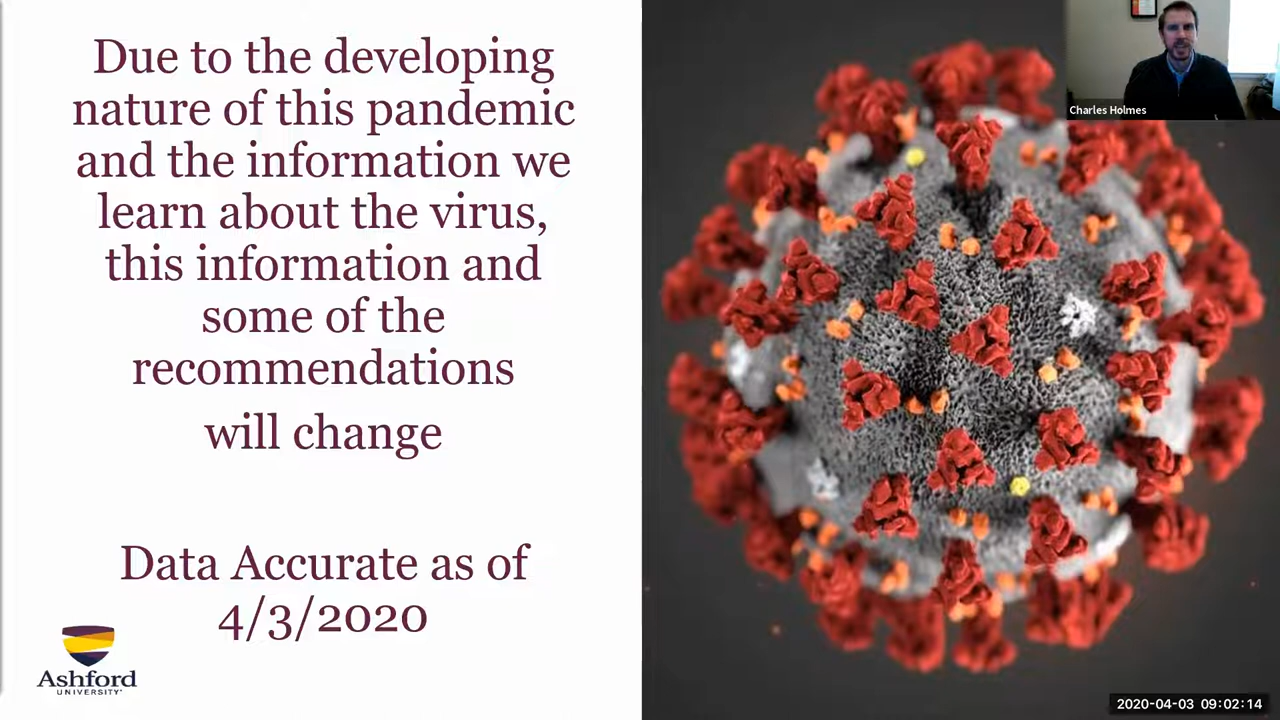 Due to the developing
nature of this pandemic
and the information we
learn about the virus,
this information and
some of the
recommendations
will change
Data Accurate as of
4/3/2020
Ashford
UNIVERSITY
Charles Holmes
2020-04-03 09:02:14